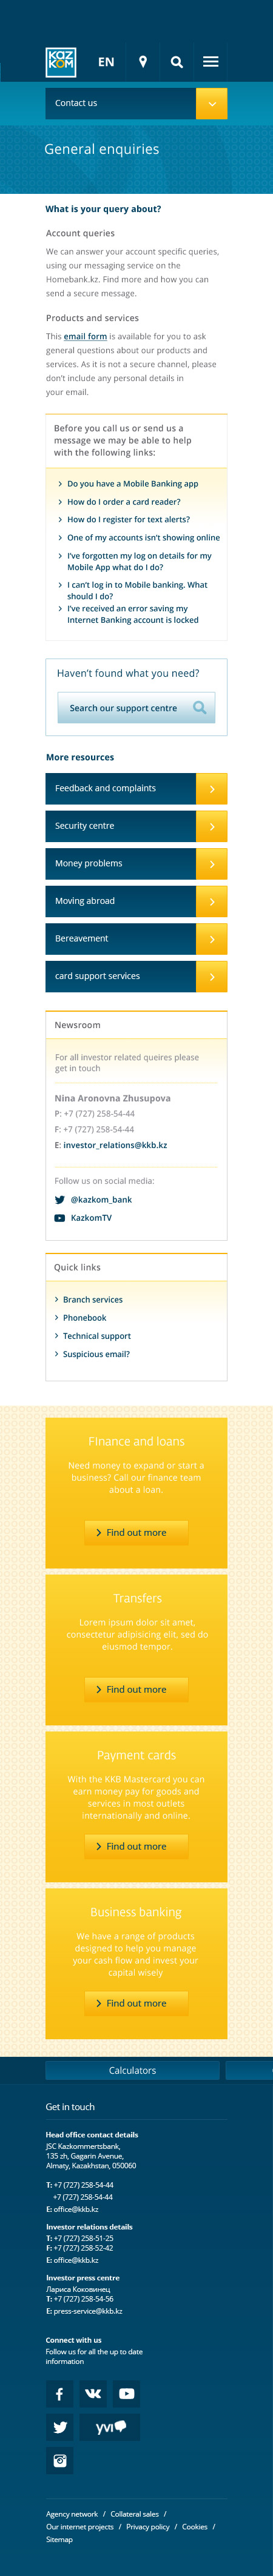 KAZ
KOM
EN
Contact us
General enquiries
What is your query about?
Account queries
We can answer your account specific queries,
using our messaging service on the
Homebank.kz. Find more and how you can
send a secure message.
Products and services
This email form is available for you to ask
general questions about our products and
services. As it is not a secure channel, please
don't include any personal details in
your email.
Before you call us or send us a
message we may be able to help
with the following links:
Do you have a Mobile Banking app
How do I order a card reader?
How do I register for text alerts?
One of my accounts isn't showing online
I've forgotten my log on details for my
Mobile App what do I do?
I can't log in to Mobile banking. What
should I do?
I've received an error saving my
Internet Banking account is locked
Haven't found what you need?
Search our support centre
More resources
Feedback and complaints
Security centre
Money problems
Moving abroad
Bereavement
card support services
Newsroom
For all investor related queires please
get in touch
Nina Aronovna Zhusupova
P: +7 (727) 258-54-44
F: +7 (727) 258-54-44
E: investor_relations@kkb.kz
Follow us on social media:
@kazkom_bank
KazkomTV
Quick links
Branch services
Phonebook
Technical support
Suspicious email?
FInance and loans
Need money to expand or start a
business? Call our finance team
about a loan.
Find out more
Transfers
Lorem ipsum dolor sit amet,
consectetur adipisicing elit, sed do
eiusmod tempor.
Find out more
Payment cards
With the KKB Mastercard you can
earn money pay for goods and
services in most outlets
internationally and online.
Find out more
Business banking
We have a range of products
designed to help you manage
your cash flow and invest your
capital wisely
Find out more
Calculators
Get in touch
Head office contact details
JSC Kazkommertsbank,
135 zh, Gagarin Avenue,
Almaty, Kazakhstan, 050060
T: +7 (727) 258-54-44
+7 (727) 258-54-44
E: office@kkb.kz
Investor relations details
T: +7 (727) 258-51-25
F: +7 (727) 258-52-42
E: office@kkb.kz
Investor press centre
Лариса Коковинец
T: +7 (727) 258-54-56
E: press-service@kkb.kz
Connect with us
Follow us for all the up to date
information
yvi
Agency network / Collateral sales /
Our internet projects / Privacy policy / Cookies /
Sitemap